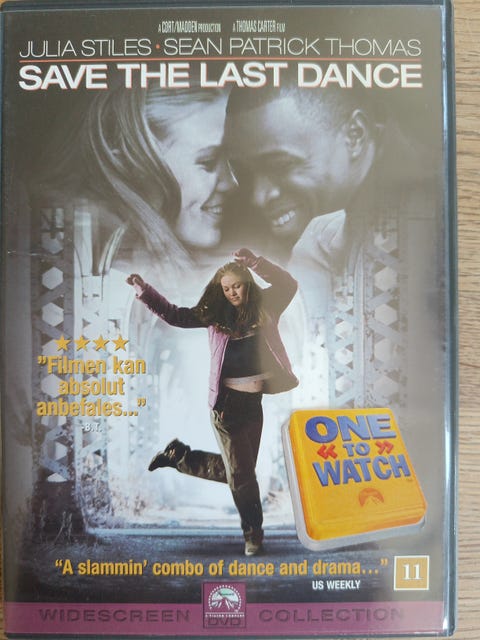 A CORT/MADDEN PRODUCTION A THOMAS CARTER FILM
JULIA STILES · SEAN PATRICK THOMAS
SAVE THE LAST DANCE
"Filmen kan
absolut
anbefales..."
-B.T.
ONE
« TO »
WATCH
"A slammin' combo of dance and drama..."
US WEEKLY
11
WIDESCREEN DVD COLLECTION